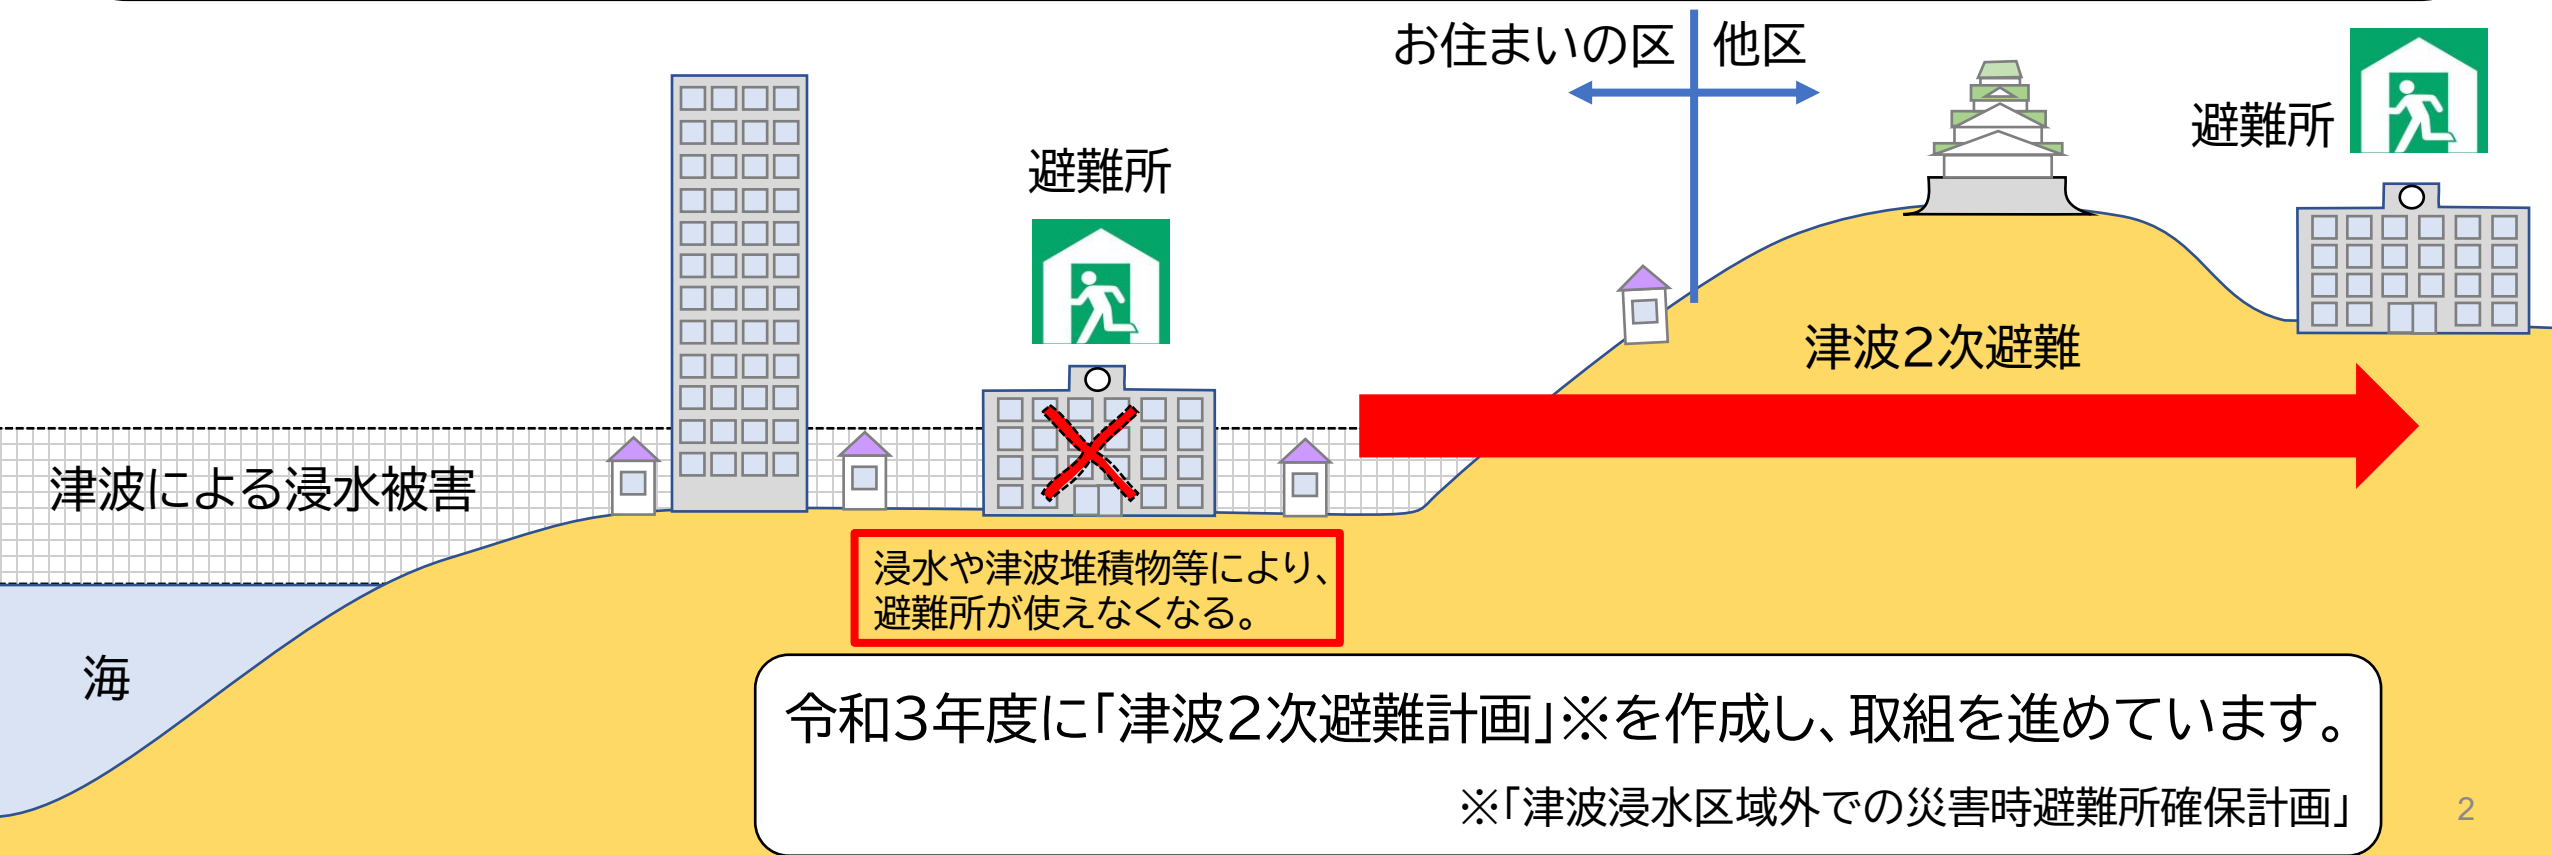 お住まいの区
他区
避難所
避難所
津波2次避難
津波による浸水被害
浸水や津波堆積物等により、
避難所が使えなくなる。
海
令和3年度に「津波2次避難計画」※を作成し、取組を進めています。
※「津波浸水区域外での災害時避難所確保計画」
2